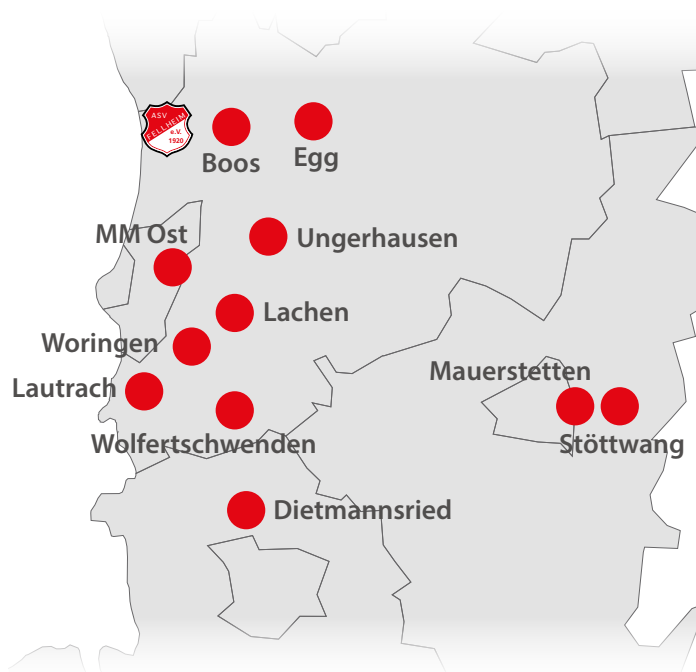 ASV
FELLHEIM
e.V.
1920
Boos
Egg
MM Ost
Ungerhausen
Lachen
Woringen
Mauerstetten
Lautrach
Wolfertschwenden
Stöttwang
Dietmannsried